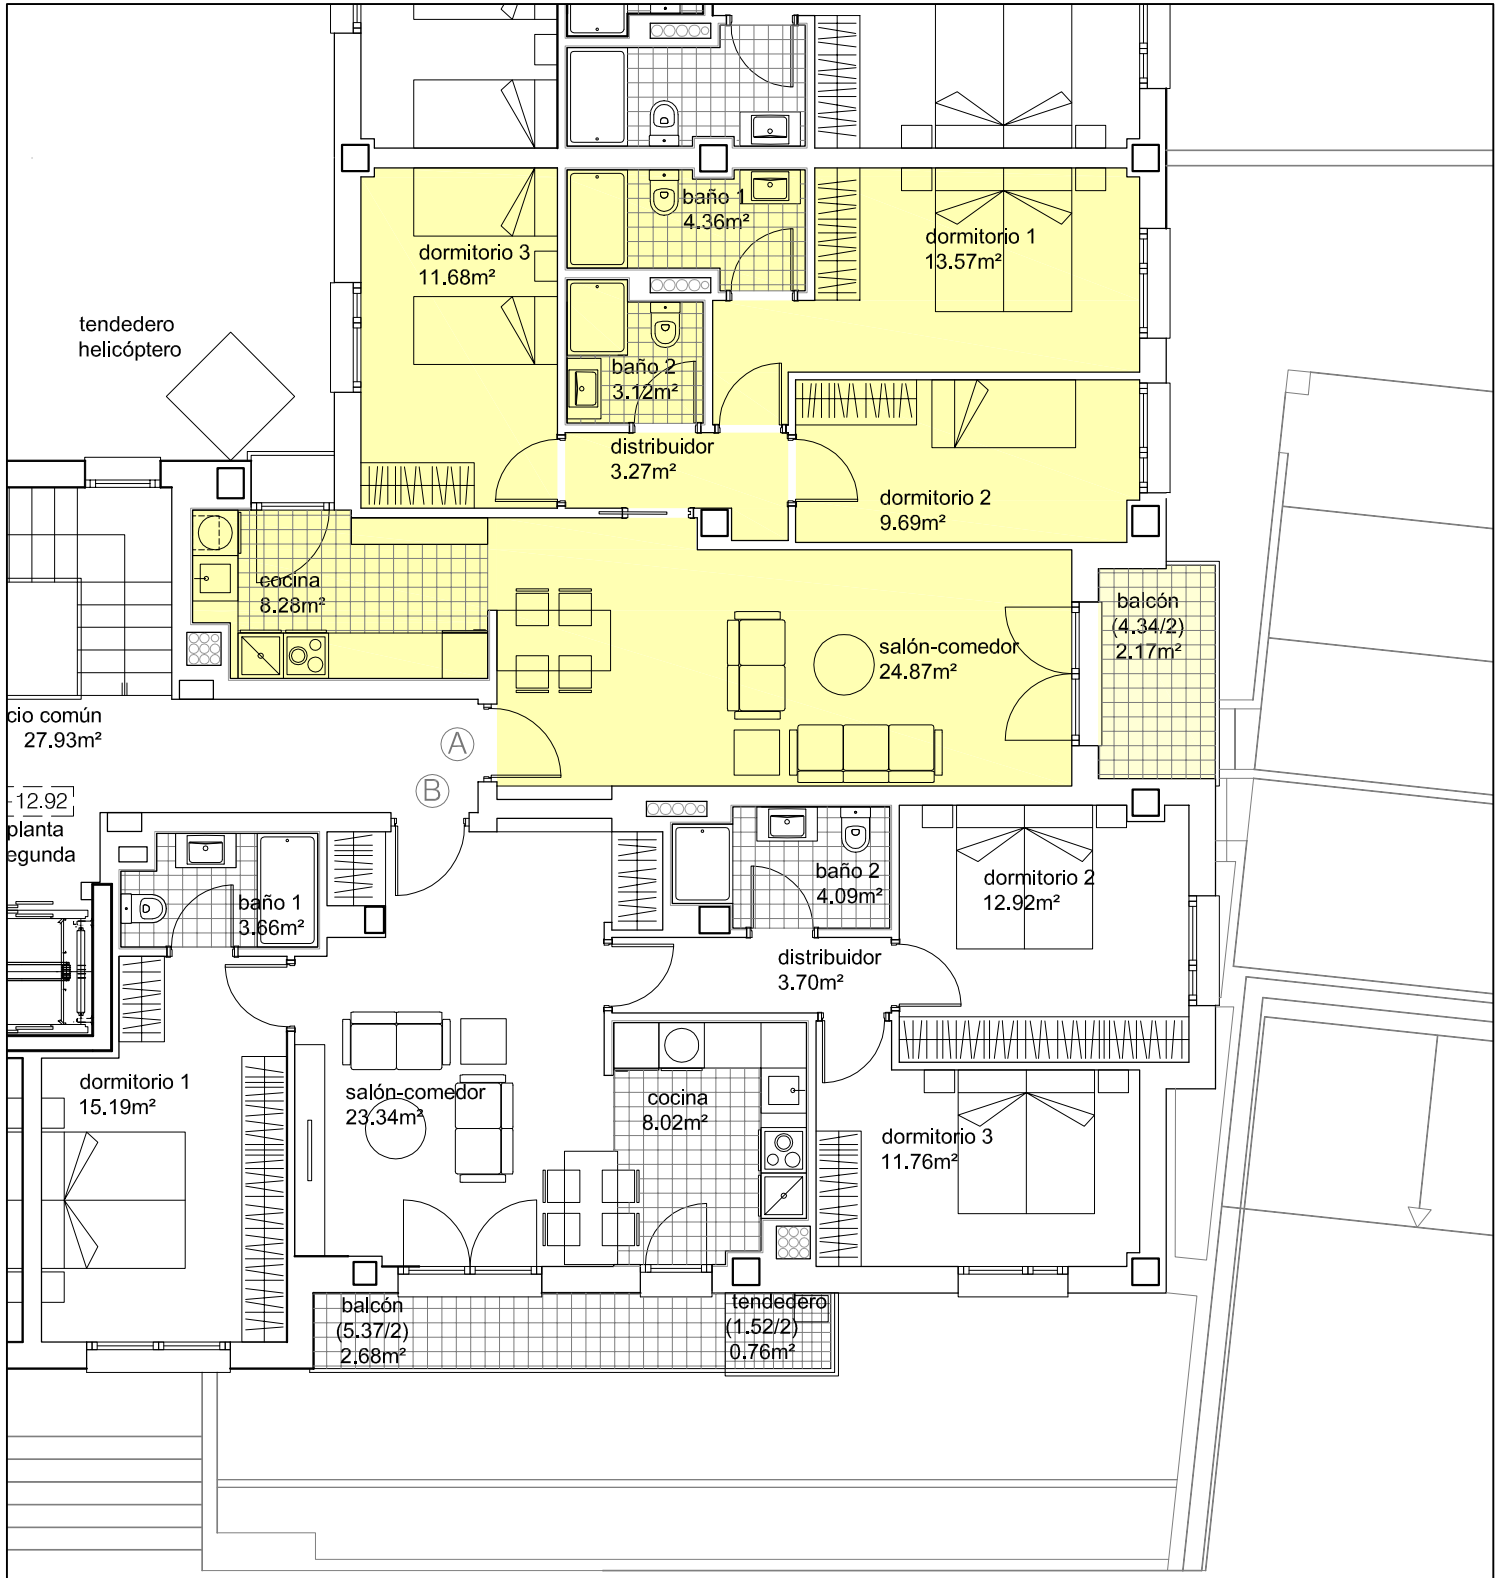 baño 1
4.36m²
dormitorio 1
13.57m²
dormitorio 3
11.68m²
tendedero
helicóptero
baño 2
3.12m²
distribuidor
3.27m²
dormitorio 2
9.69m²
cocina
8.28m²
balcón
(4.34/2)
2.17m²
salón-comedor
24.87m²
cio común
27.93m²
A
B
12.92
planta
egunda
baño 1
3.66m²
baño 2
4.09m²
dormitorio 2
12.92m²
distribuidor
3.70m²
dormitorio 1
15.19m²
salón-comedor
23.34m²
cocina
8.02m²
dormitorio 3
11.76m²
balcón
(5.37/2)
2.68m²
tendedero
(1.52/2)
0.76m²